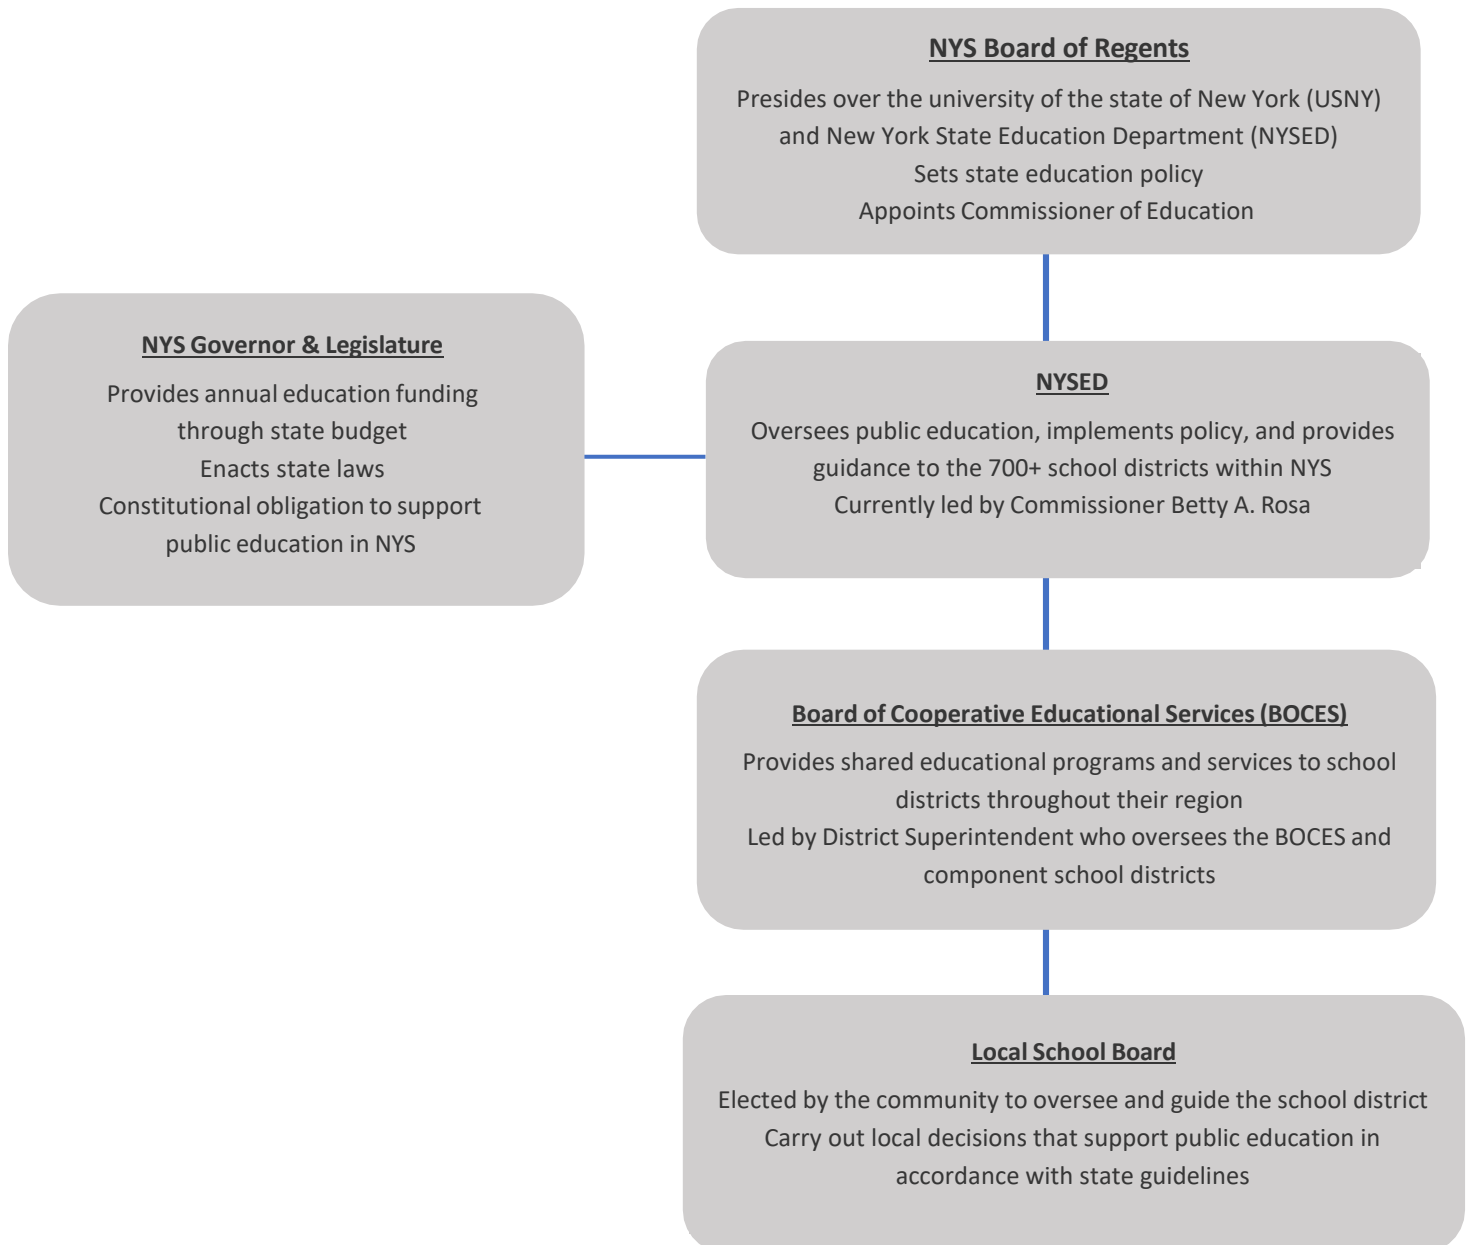 NYS Board of Regents
Presides over the university of the state of New York (USNY)
and New York State Education Department (NYSED)
Sets state education policy
Appoints Commissioner of Education
NYS Governor & Legislature
Provides annual education funding
through state budget
Enacts state laws
Constitutional obligation to support
public education in NYS
NYSED
Oversees public education, implements policy, and provides
guidance to the 700+ school districts within NYS
Currently led by Commissioner Betty A. Rosa
Board of Cooperative Educational Services (BOCES)
Provides shared educational programs and services to school
districts throughout their region
Led by District Superintendent who oversees the BOCES and
component school districts
Local School Board
Elected by the community to oversee and guide the school district
Carry out local decisions that support public education in
accordance with state guidelines